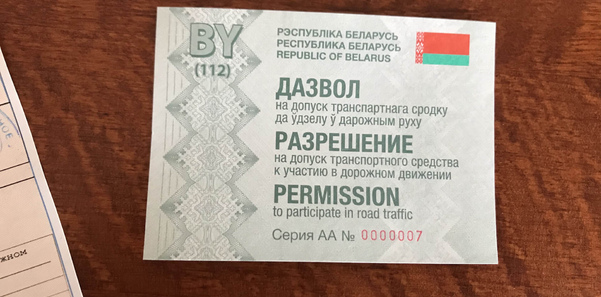 BY
(112)
РЭСПУБЛІКА БЕЛАРУСЬ
РЕСПУБЛИКА БЕЛАРУСЬ
REPUBLIC OF BELARUS
ДАЗВОЛ
на допуск транспартнага сродку
да ўдзелу ў дарожным руху
РАЗРЕШЕНИЕ
на допуск транспортного средства
к участию в дорожном движении
PERMISSION
to participate in road traffic
Серия АА № 0000007